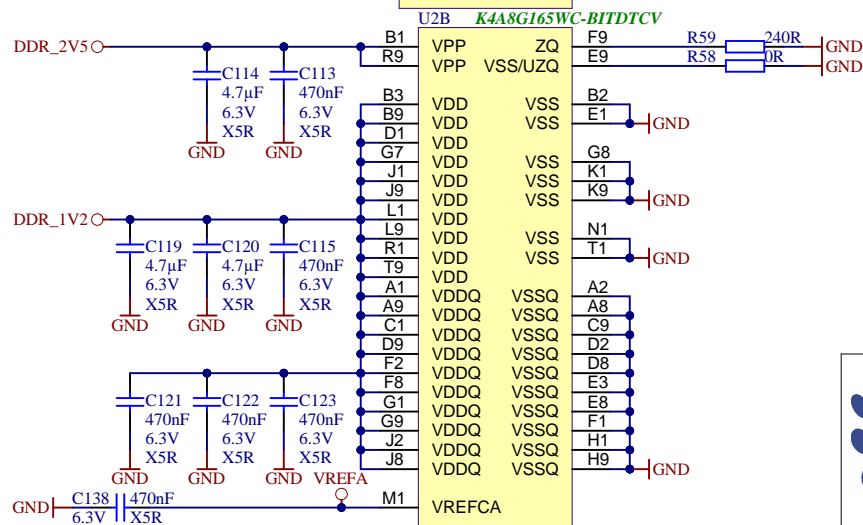 U2B K4A8G165WC-BITDTCV
DDR_2V5
B1 VPP ZQ F9 R59 240R GND
R9 VPP VSS/UZQ E9 R58 0R GND
C114 4.7µF 6.3V X5R GND
C113 470nF 6.3V X5R GND
B3 VDD VSS B2
B9 VDD VSS E1 GND
D1 VDD
G7 VDD VSS G8
J1 VDD VSS K1
J9 VDD VSS K9 GND
DDR_1V2
L1 VDD
L9 VDD VSS N1
R1 VDD VSS T1 GND
T9 VDD
C119 4.7µF 6.3V X5R GND
C120 4.7µF 6.3V X5R GND
C115 470nF 6.3V X5R GND
A1 VDDQ VSSQ A2
A9 VDDQ VSSQ A8
C1 VDDQ VSSQ C9
D9 VDDQ VSSQ D2
F2 VDDQ VSSQ D8
F8 VDDQ VSSQ E3
G1 VDDQ VSSQ E8
G9 VDDQ VSSQ F1
J2 VDDQ VSSQ H1
J8 VDDQ VSSQ H9 GND
C121 470nF 6.3V X5R GND
C122 470nF 6.3V X5R GND
C123 470nF 6.3V X5R GND
VREFA
GND C138 470nF 6.3V X5R M1 VREFCA